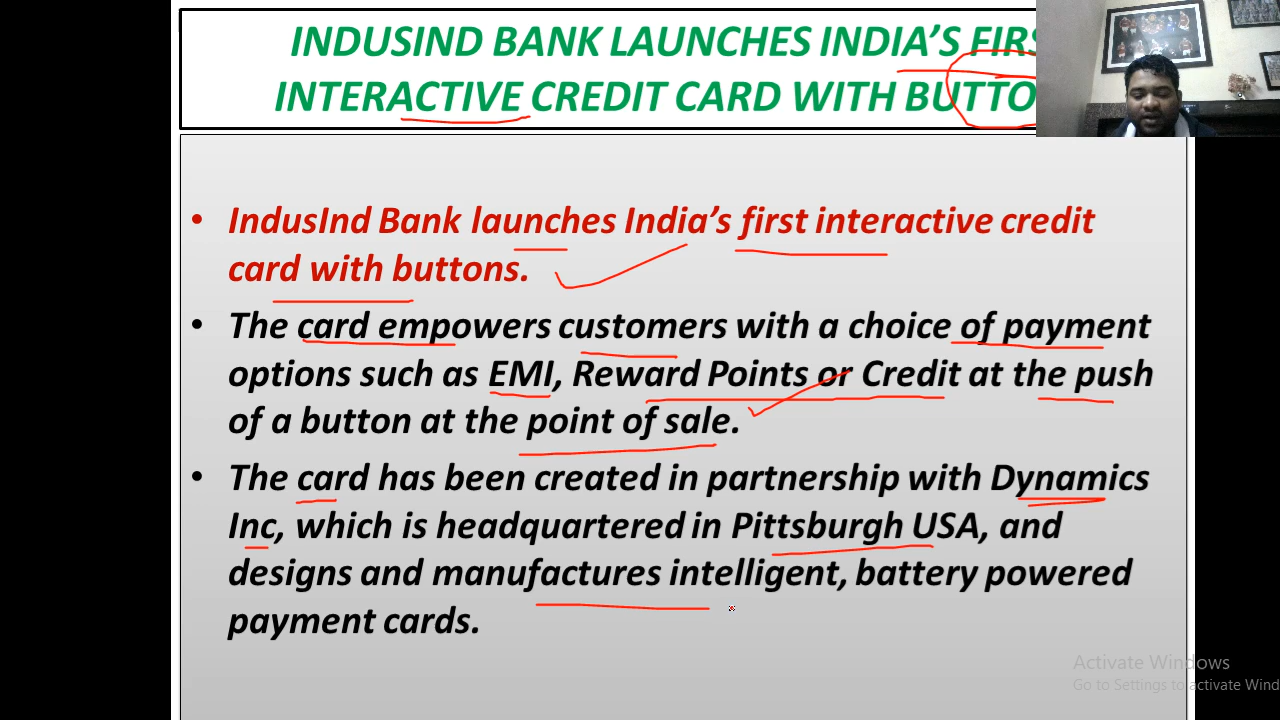 INDUSIND BANK LAUNCHES INDIA'S
INTERACTIVE CREDIT CARD WITH
• IndusInd Bank launches India's first interactive credit
card with buttons.
• The card empowers customers with a choice of payment
options such as EMI, Reward Points or Credit at the push
of a button at the point of sale.
• The card has been created in partnership with Dynamics
Inc, which is headquartered in Pittsburgh USA, and
designs and manufactures intelligent, battery powered
payment cards.
Activate Windows
Go to Settings to activate